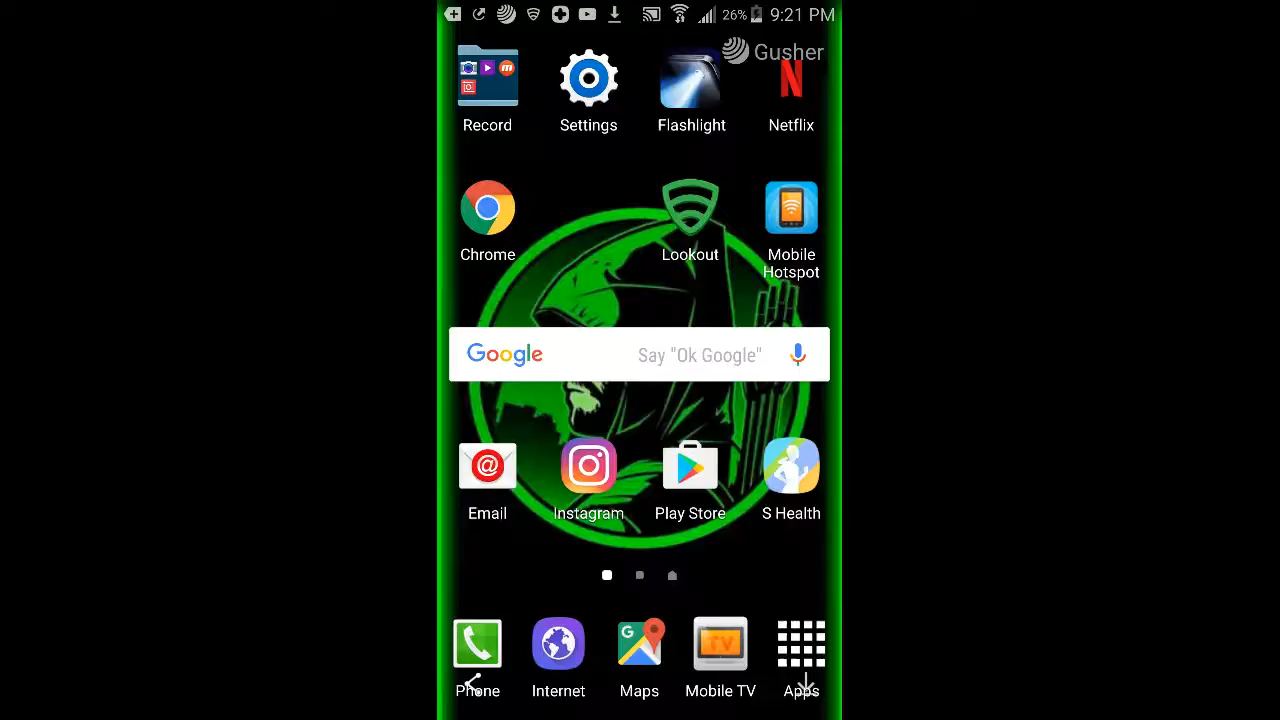 26% 9:21 PM
Gusher
Record Settings Flashlight Netflix
Chrome Lookout Mobile Hotspot
Google Say "Ok Google"
@
Email Instagram Play Store S Health
G TV
Phone Internet Maps Mobile TV Apps